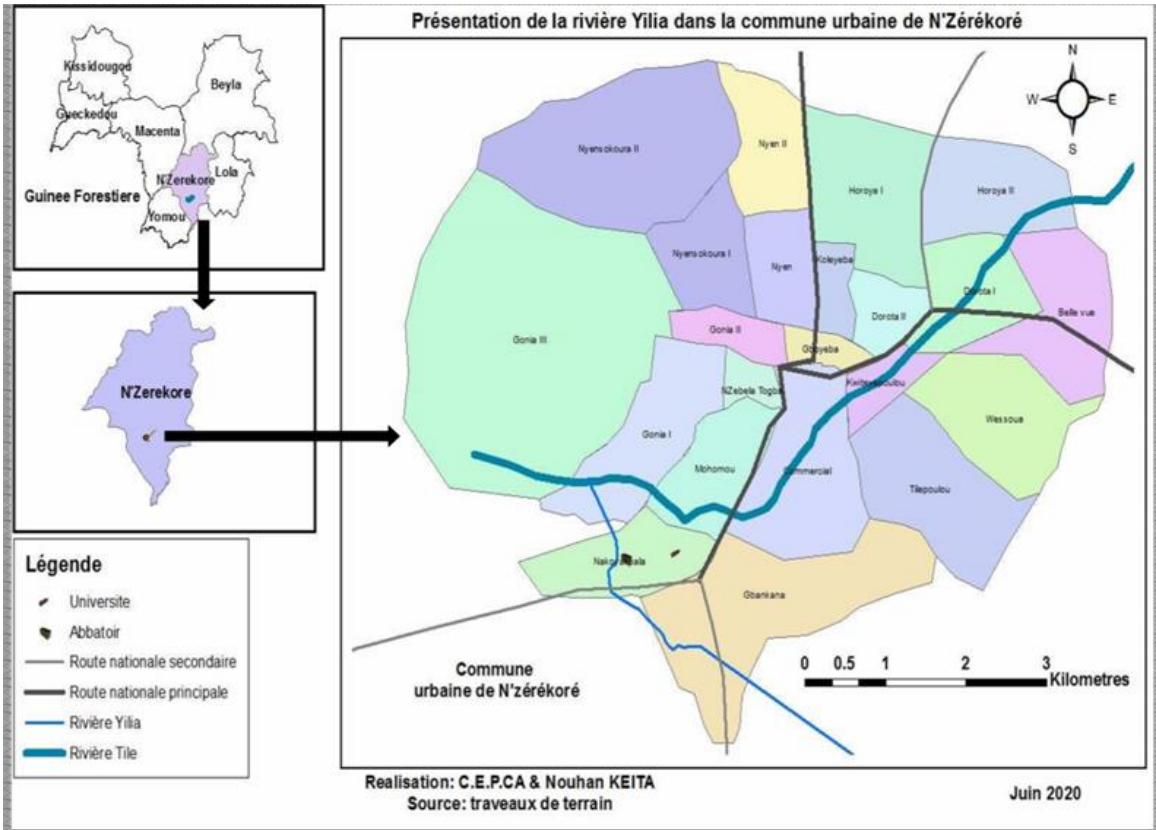 Présentation de la rivière Yilia dans la commune urbaine de N'Zérékoré
Kissidougou
Beyla
Gueckedou
Macenta
N'Zerekore
Lola
Guinee Forestiere
Yomou
N'Zerekore
Légende
Universite
Abbatoir
Route nationale secondaire
Route nationale principale
Rivière Yilia
Rivière Tile
N
W
E
S
Nyensokoura II
Nyen II
Horoya I
Horoya II
Nyensokoura I
Nyen
Koleyeba
Dorota I
Belle vue
Dorota II
Gonia II
Gonia III
Gboyeba
NZebela Togba
Wessoua
Gonia I
Mohomou
Commercial
Tilepoulou
Gbankana
0 0.5 1 2 3
Kilometres
Commune
urbaine de N'zérékoré
Realisation: C.E.P.CA & Nouhan KEITA
Source: traveaux de terrain
Juin 2020